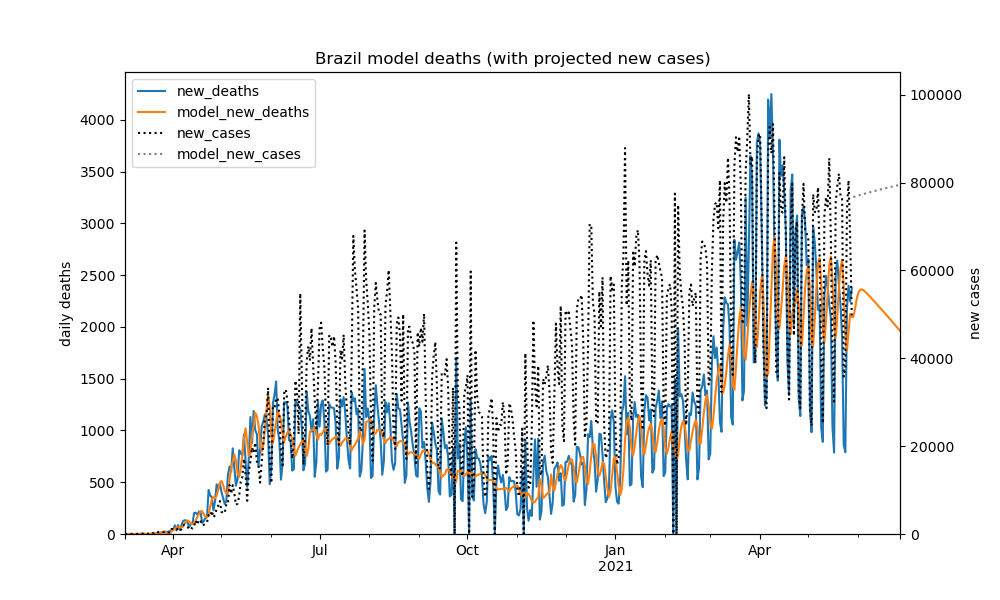 Brazil model deaths (with projected new cases)
new_deaths
model_new_deaths
new_cases
model_new_cases
daily deaths
4000
3500
3000
2500
2000
1500
1000
500
0
new cases
100000
80000
60000
40000
20000
0
Apr
Jul
Oct
Jan
2021
Apr